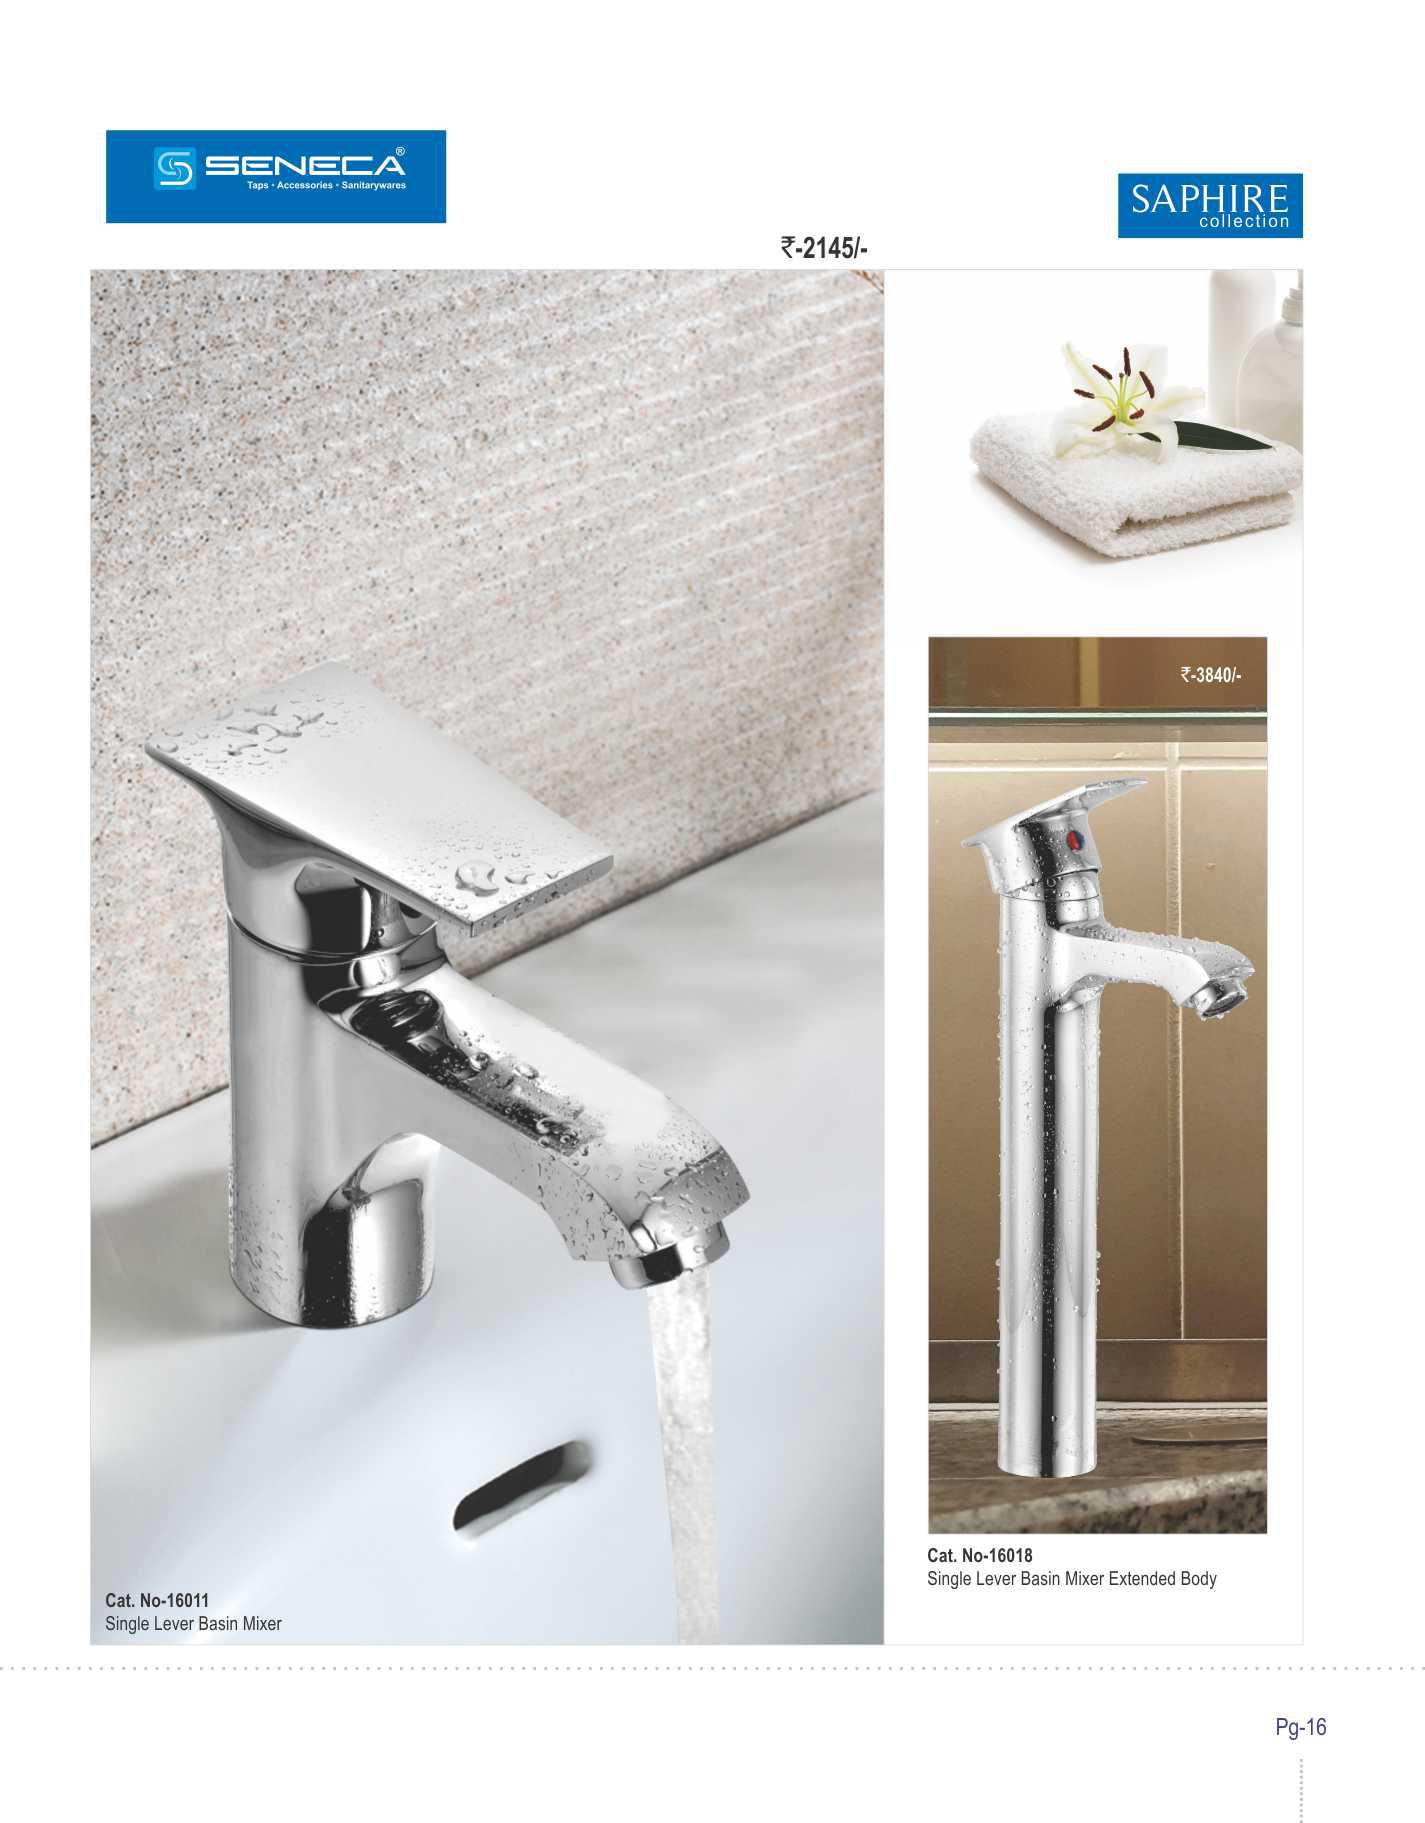 SENECA®
Taps • Accessories • Sanitarywares
SAPHIRE
collection
₹-2145/-
₹-3840/-
Cat. No-16018
Single Lever Basin Mixer Extended Body
Cat. No-16011
Single Lever Basin Mixer
Pg-16